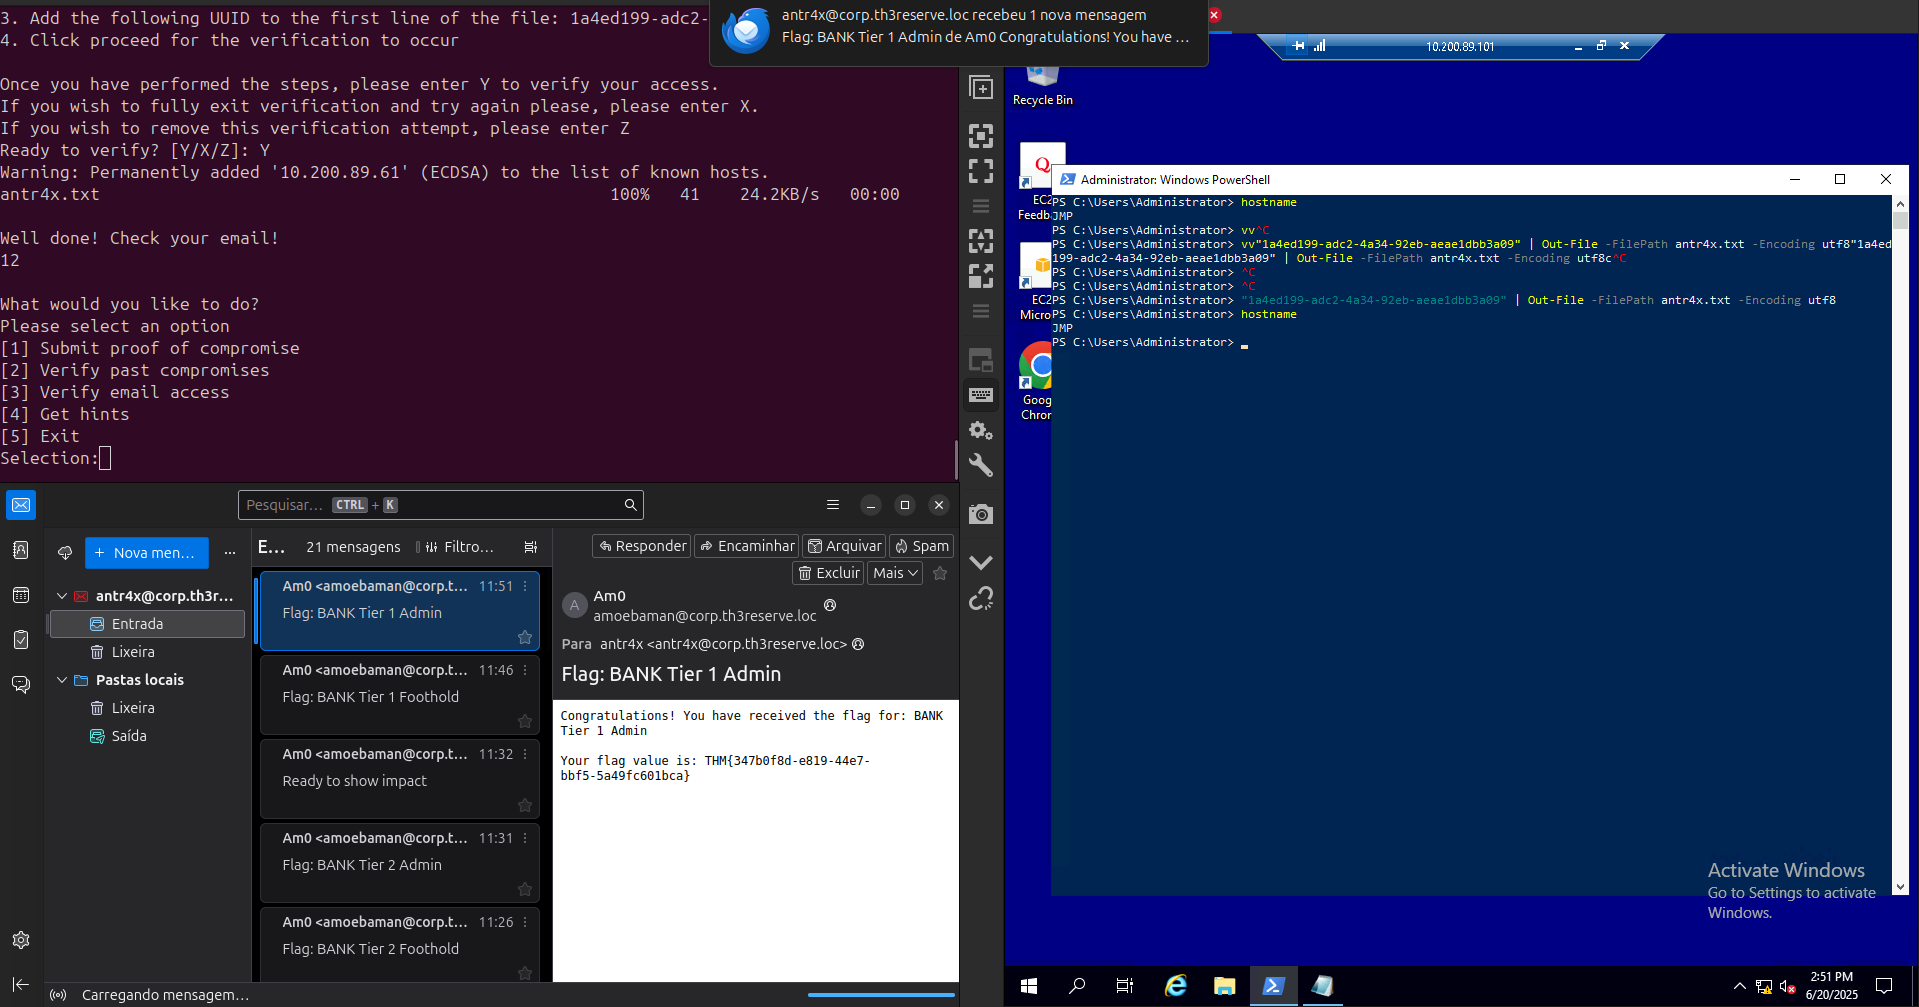 3. Add the following UUID to the first line of the file: 1a4ed199-adc2-
4. Click proceed for the verification to occur
Once you have performed the steps, please enter Y to verify your access.
If you wish to fully exit verification and try again please, please enter X.
If you wish to remove this verification attempt, please enter Z
Ready to verify? [Y/X/Z]: Y
Warning: Permanently added '10.200.89.61' (ECDSA) to the list of known hosts.
antr4x.txt 100% 41 24.2KB/s 00:00
Well done! Check your email!
12
What would you like to do?
Please select an option
[1] Submit proof of compromise
[2] Verify past compromises
[3] Verify email access
[4] Get hints
[5] Exit
Selection:
antr4x@corp.th3reserve.loc recebeu 1 nova mensagem
Flag: BANK Tier 1 Admin de Am0 Congratulations! You have ...
Pesquisar... CTRL + K
+ Nova men...
antr4x@corp.th3r...
Entrada
Lixeira
Pastas locais
Lixeira
Saída
E... 21 mensagens Filtro...
Am0 <amoebaman@corp.t... 11:51
Flag: BANK Tier 1 Admin
Am0 <amoebaman@corp.t... 11:46
Flag: BANK Tier 1 Foothold
Am0 <amoebaman@corp.t... 11:32
Ready to show impact
Am0 <amoebaman@corp.t... 11:31
Flag: BANK Tier 2 Admin
Am0 <amoebaman@corp.t... 11:26
Flag: BANK Tier 2 Foothold
Responder Encaminhar Arquivar Spam
Excluir Mais
A
Am0
amoebaman@corp.th3reserve.loc
Para antr4x <antr4x@corp.th3reserve.loc>
Flag: BANK Tier 1 Admin
Congratulations! You have received the flag for: BANK
Tier 1 Admin
Your flag value is: THM{347b0f8d-e819-44e7-
bbf5-5a49fc601bca}
Carregando mensagem...
10.200.89.101
Recycle Bin
EC2
Feedb
EC2
Micro
Goog
Chror
Administrator: Windows PowerShell
PS C:\Users\Administrator> hostname
JMP
PS C:\Users\Administrator> vv^C
PS C:\Users\Administrator> vv"1a4ed199-adc2-4a34-92eb-aeae1dbb3a09" | Out-File -FilePath antr4x.txt -Encoding utf8"1a4ed
199-adc2-4a34-92eb-aeae1dbb3a09" | Out-File -FilePath antr4x.txt -Encoding utf8c^C
PS C:\Users\Administrator> ^C
PS C:\Users\Administrator> ^C
PS C:\Users\Administrator> "1a4ed199-adc2-4a34-92eb-aeae1dbb3a09" | Out-File -FilePath antr4x.txt -Encoding utf8
PS C:\Users\Administrator> hostname
JMP
PS C:\Users\Administrator>
Activate Windows
Go to Settings to activate
Windows.
2:51 PM
6/20/2025